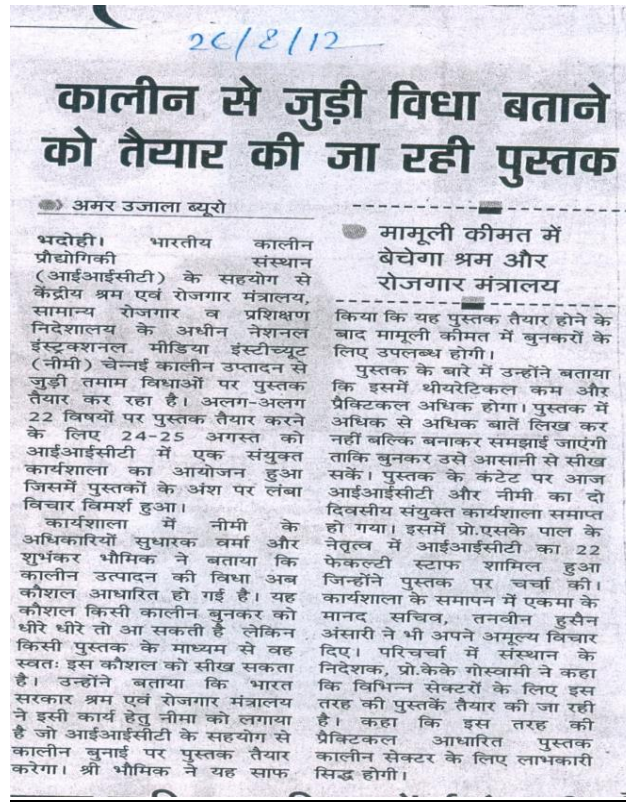 26/8/12
कालीन से जुड़ी विधा बताने
को तैयार की जा रही पुस्तक
अमर उजाला ब्यूरो
भदोही। भारतीय कालीन
प्रौद्योगिकी संस्थान
(आईआईसीटी) के सहयोग से
केंद्रीय श्रम एवं रोजगार मंत्रालय,
सामान्य रोजगार व प्रशिक्षण
निदेशालय के अधीन नेशनल
इंस्ट्रक्शनल मीडिया इंस्टीच्यूट
(नीमी) चेन्नई कालीन उप्तादन से
जुड़ी तमाम विधाओं पर पुस्तक
तैयार कर रहा है। अलग-अलग
22 विषयों पर पुस्तक तैयार करने
के लिए 24-25 अगस्त को
आईआईसीटी में एक संयुक्त
कार्यशाला का आयोजन हुआ
जिसमें पुस्तकों के अंश पर लंबा
विचार विमर्श हुआ।
कार्यशाला में नीमी के
अधिकारियों सुधारक वर्मा और
शुभंकर भौमिक ने बताया कि
कालीन उत्पादन की विधा अब
कौशल आधारित हो गई है। यह
कौशल किसी कालीन बुनकर को
धीरे धीरे तो आ सकती है लेकिन
किसी पुस्तक के माध्यम से वह
स्वतः इस कौशल को सीख सकता
है। उन्होंने बताया कि भारत
सरकार श्रम एवं रोजगार मंत्रालय
ने इसी कार्य हेतु नीमा को लगाया
है जो आईआईसीटी के सहयोग से
कालीन बुनाई पर पुस्तक तैयार
करेगा। श्री भौमिक ने यह साफ
मामूली कीमत में
बेचेगा श्रम और
रोजगार मंत्रालय
किया कि यह पुस्तक तैयार होने के
बाद मामूली कीमत में बुनकरों के
लिए उपलब्ध होगी।
पुस्तक के बारे में उन्होंने बताया
कि इसमें थीयरेटिकल कम और
प्रैक्टिकल अधिक होगा। पुस्तक में
अधिक से अधिक बातें लिख कर
नहीं बल्कि बनाकर समझाई जाएंगी
ताकि बुनकर उसे आसानी से सीख
सकें। पुस्तक के कंटेट पर आज
आईआईसीटी और नीमी का दो
दिवसीय संयुक्त कार्यशाला समाप्त
हो गया। इसमें प्रो.एसके पाल के
नेतृत्व में आईआईसीटी का 22
फेकल्टी स्टाफ शामिल हुआ
जिन्होंने पुस्तक पर चर्चा की।
कार्यशाला के समापन में एकमा के
मानद सचिव, तनवीन हुसैन
अंसारी ने भी अपने अमूल्य विचार
दिए। परिचर्चा में संस्थान के
निदेशक, प्रो.केके गोस्वामी ने कहा
कि विभिन्न सेक्टरों के लिए इस
तरह की पुस्तकें तैयार की जा रही
है। कहा कि इस तरह की
प्रैक्टिकल आधारित पुस्तक
कालीन सेक्टर के लिए लाभकारी
सिद्ध होगी।